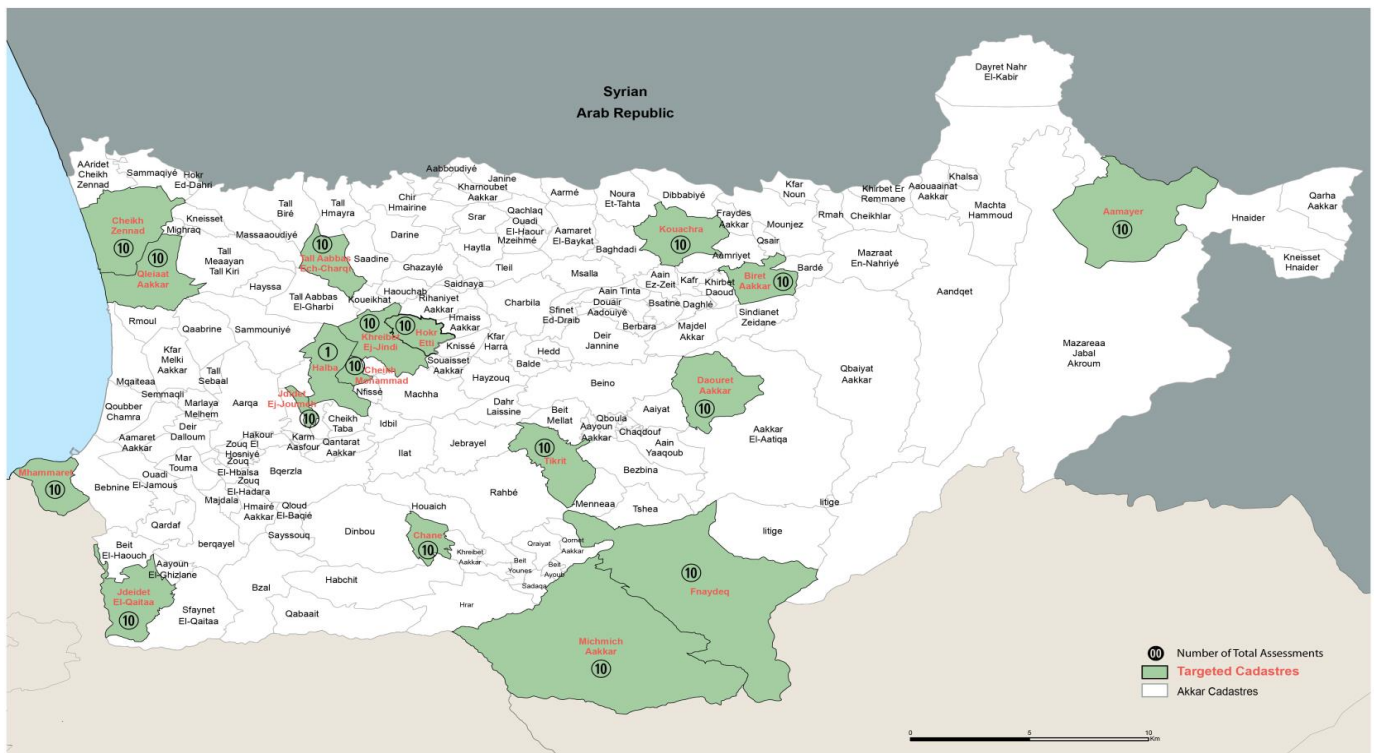 Dayret Nahr
El-Kabir
Syrian
Arab Republic
AAridet
Cheikh
Zennad
Sammaqiyé
Hokr
Ed-Dahri
Aabboudiyé
Janine
Kharnoubet
Aakkar
Aarmé
Noura
Et-Tahta
Dibbabiyé
Kfar
Noun
Khirbet Er
Remmane
Aaouaainat
Aakkar
Khalsa
Machta
Hammoud
Qarha
Aakkar
Hnaider
Kneisset
Hnaider
Aamayer
10
Cheikh
Zennad
10
Kneisset
Mighraq
Tall
Biré
Tall
Hmayra
Chir
Hmairine
Srar
Qachlaq
Ouadi
El-Haour
Mzeihmé
Aamaret
El-Baykat
Fraydes
Aakkar
Mounjez
Rmah
Cheikhlar
Kouachra
10
Massaaoudiyé
10
Tall Aabbas
Ech-Charqi
Darine
Haytla
Baghdadi
Qsair
Mazraat
En-Nahriyé
10
Qleiaat
Aakkar
Tall
Meaayan
Tall Kiri
Saadine
Ghazaylé
Tleil
Msalla
Aain
Ez-Zeit
Kafr
Khirbet
Daoud
Aamriyet
Biret
Aakkar
10
Bardé
Hayssa
Saidnaya
Aandqet
Tall Aabbas
El-Gharbi
Koueikhat
Haouchab
Rihaniyet
Aakkar
Charbila
Aain Tinta
Sfinet
Ed-Draib
Douair
Aadouiyé
Bsatine
Daghlé
Sindianet
Zeidane
Rmoul
Qaabrine
Sammouniyé
10
Khreibet
Ej-Jindi
10
Hokr
Etti
Hmaiss
Aakkar
Berbara
Majdel
Akkar
Deir
Jannine
Kfar
Melki
Aakkar
1
Halba
10
Cheikh
Mohammad
Knissé
Kfar
Harra
Hedd
Mazareaa
Jabal
Akroum
Souaisset
Aakkar
Balde
Mqaiteaa
Tall
Sebaal
Nfissé
Machha
Hayzouq
Beino
Daouret
Aakkar
10
Qbaiyat
Aakkar
Semmaqli
Jdidet
Ej-Joumeh
10
Qoubber
Chamra
Marlaya
Melhem
Aarqa
Cheikh
Taba
Idbil
Dahr
Laissine
Beit
Mellat
Qboula
Aayoun
Aakkar
Aaiyat
Chaqdouf
Aakkar
El-Aatiqa
Deir
Dalloum
Aamaret
Aakkar
Hakour
Zouq El
Hosniyé
Karm
Aasfour
Qantarat
Aakkar
Jebrayel
Aain
Yaaqoub
Mar
Touma
Zouq
El-Hbaisa
Ilat
10
Tikrit
Bezbina
Mhammaret
10
Bebnine
Ouadi
El-Jamous
Zouq
El-Hadara
Bqerzla
Majdala
Hmairé
Aakkar
Qloud
El-Baqié
Rahbé
Menneaa
Tshea
litige
litige
Houaich
Qardaf
berqayel
Sayssouq
Dinbou
Chane
10
Beit
El-Haouch
Khreibet
Aakkar
Qraiyat
Qornet
Aakkar
Beit
Younes
Beit
Ayoub
Sadaqa
Aayoun
El-Ghizlane
Habchit
10
Fnaydeq
Jdeidet
El-Qaitaa
10
Bzal
Sfaynet
El-Qaitaa
Qabaait
Hrar
Michmich
Aakkar
10
00 Number of Total Assessments
Targeted Cadastres
Akkar Cadastres
0 5 10
Km